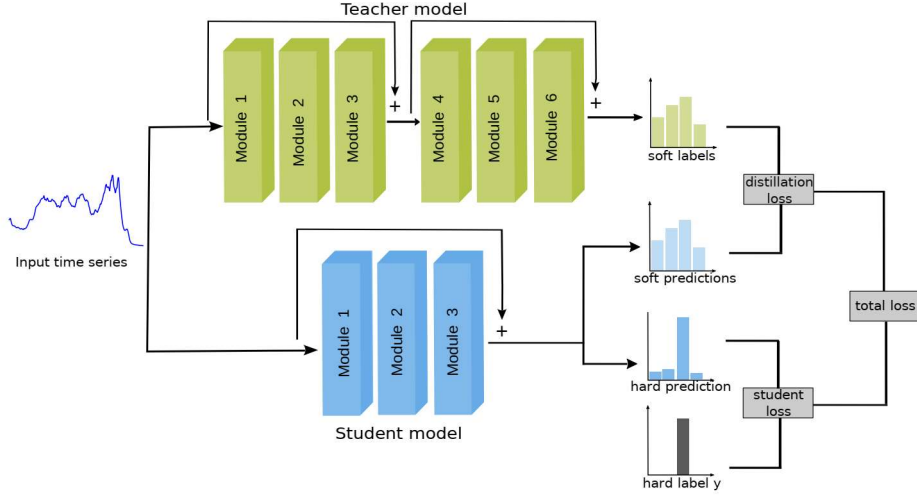 Teacher model
Module 1
Module 2
Module 3
+
Module 4
Module 5
Module 6
+
soft labels
distillation
loss
Input time series
soft predictions
Module 1
Module 2
Module 3
+
total loss
hard prediction
student
loss
Student model
hard label y